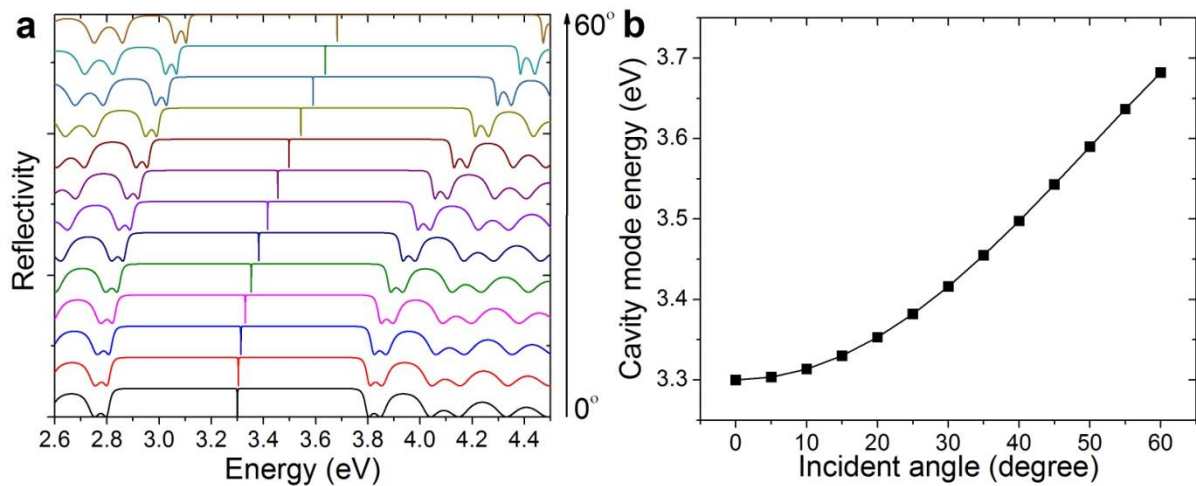 a
Reflectivity
2.6 2.8 3.0 3.2 3.4 3.6 3.8 4.0 4.2 4.4
Energy (eV)
60°
0°
b
Cavity mode energy (eV)
3.7
3.6
3.5
3.4
3.3
0 10 20 30 40 50 60
Incident angle (degree)